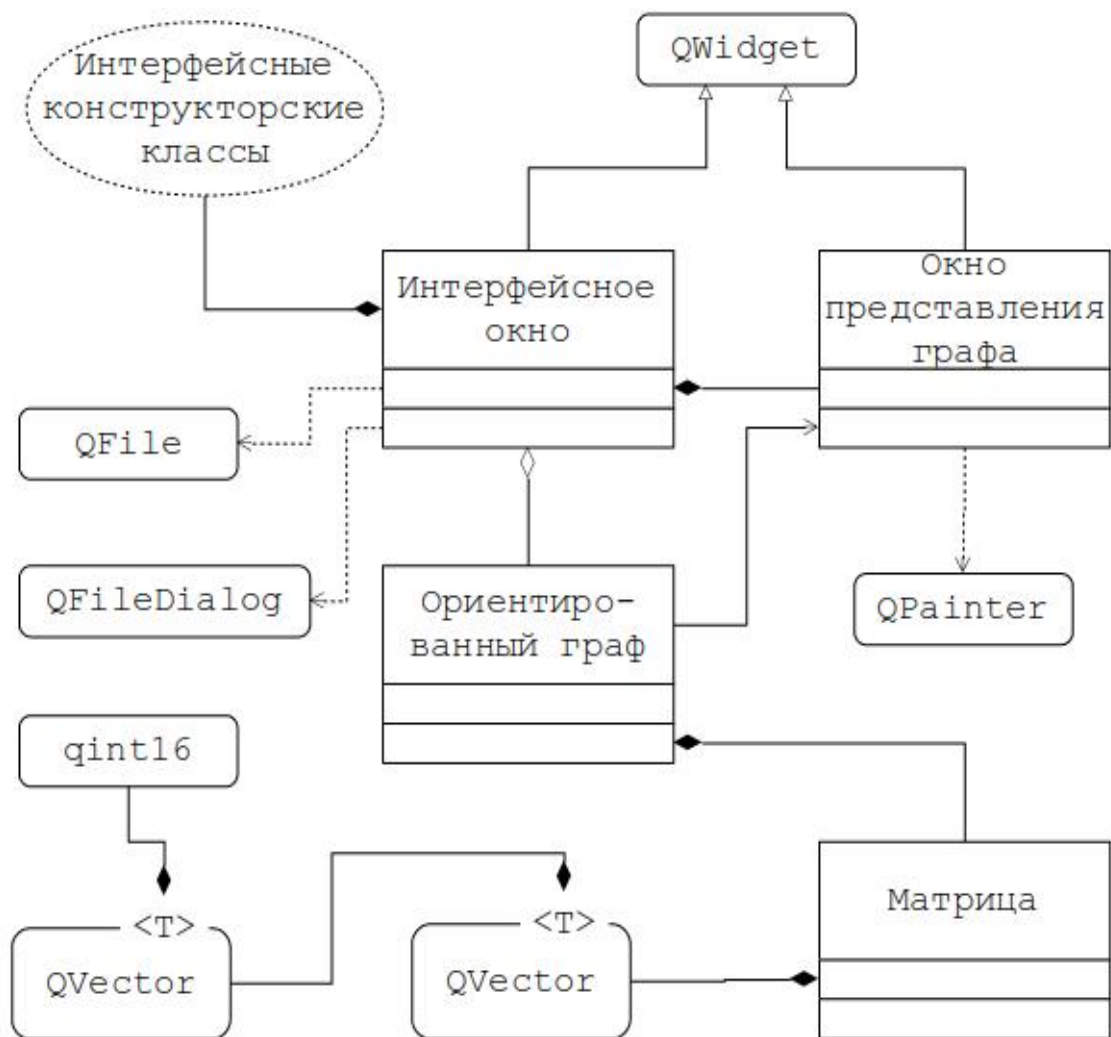 QWidget
Интерфейсные
конструкторские
классы
Интерфейсное
окно
Окно
представления
графа
QFile
QFileDialog
Ориентиро-
ванный граф
QPainter
qint16
<T>
QVector
<T>
QVector
Матрица